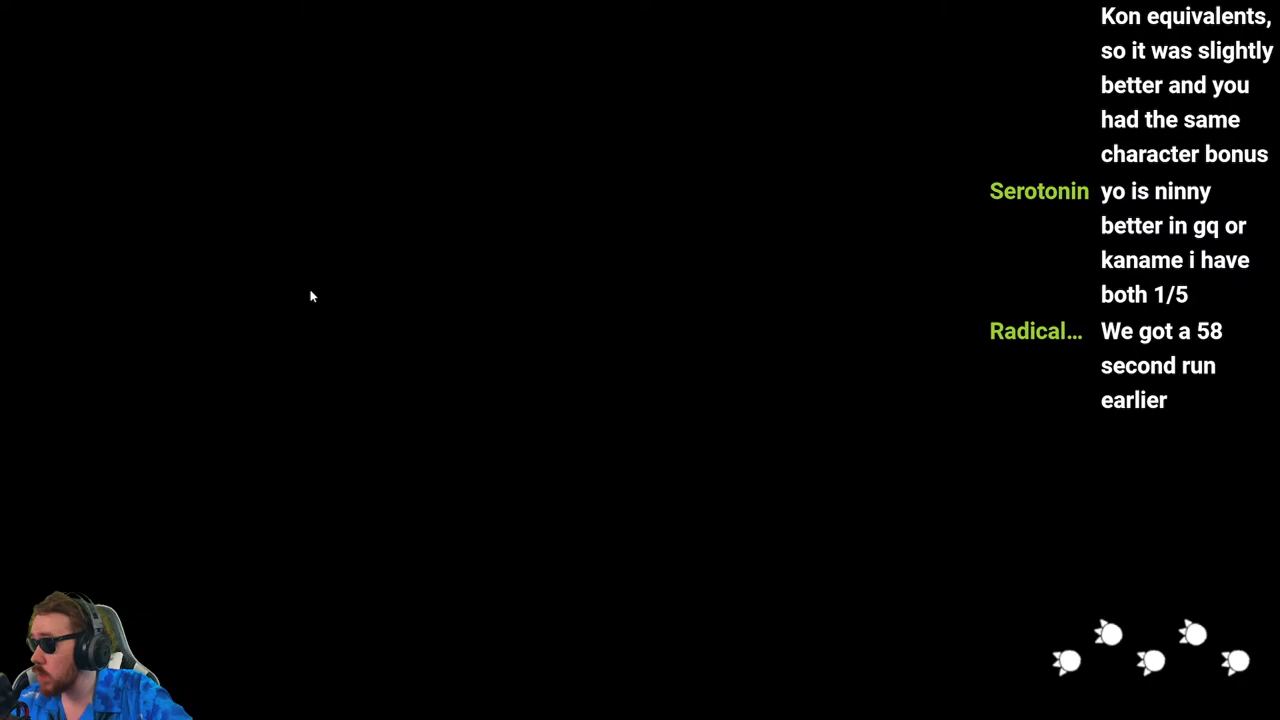 Kon equivalents,
so it was slightly
better and you
had the same
character bonus
Serotonin yo is ninny
better in gq or
kaname i have
both 1/5
Radical… We got a 58
second run
earlier